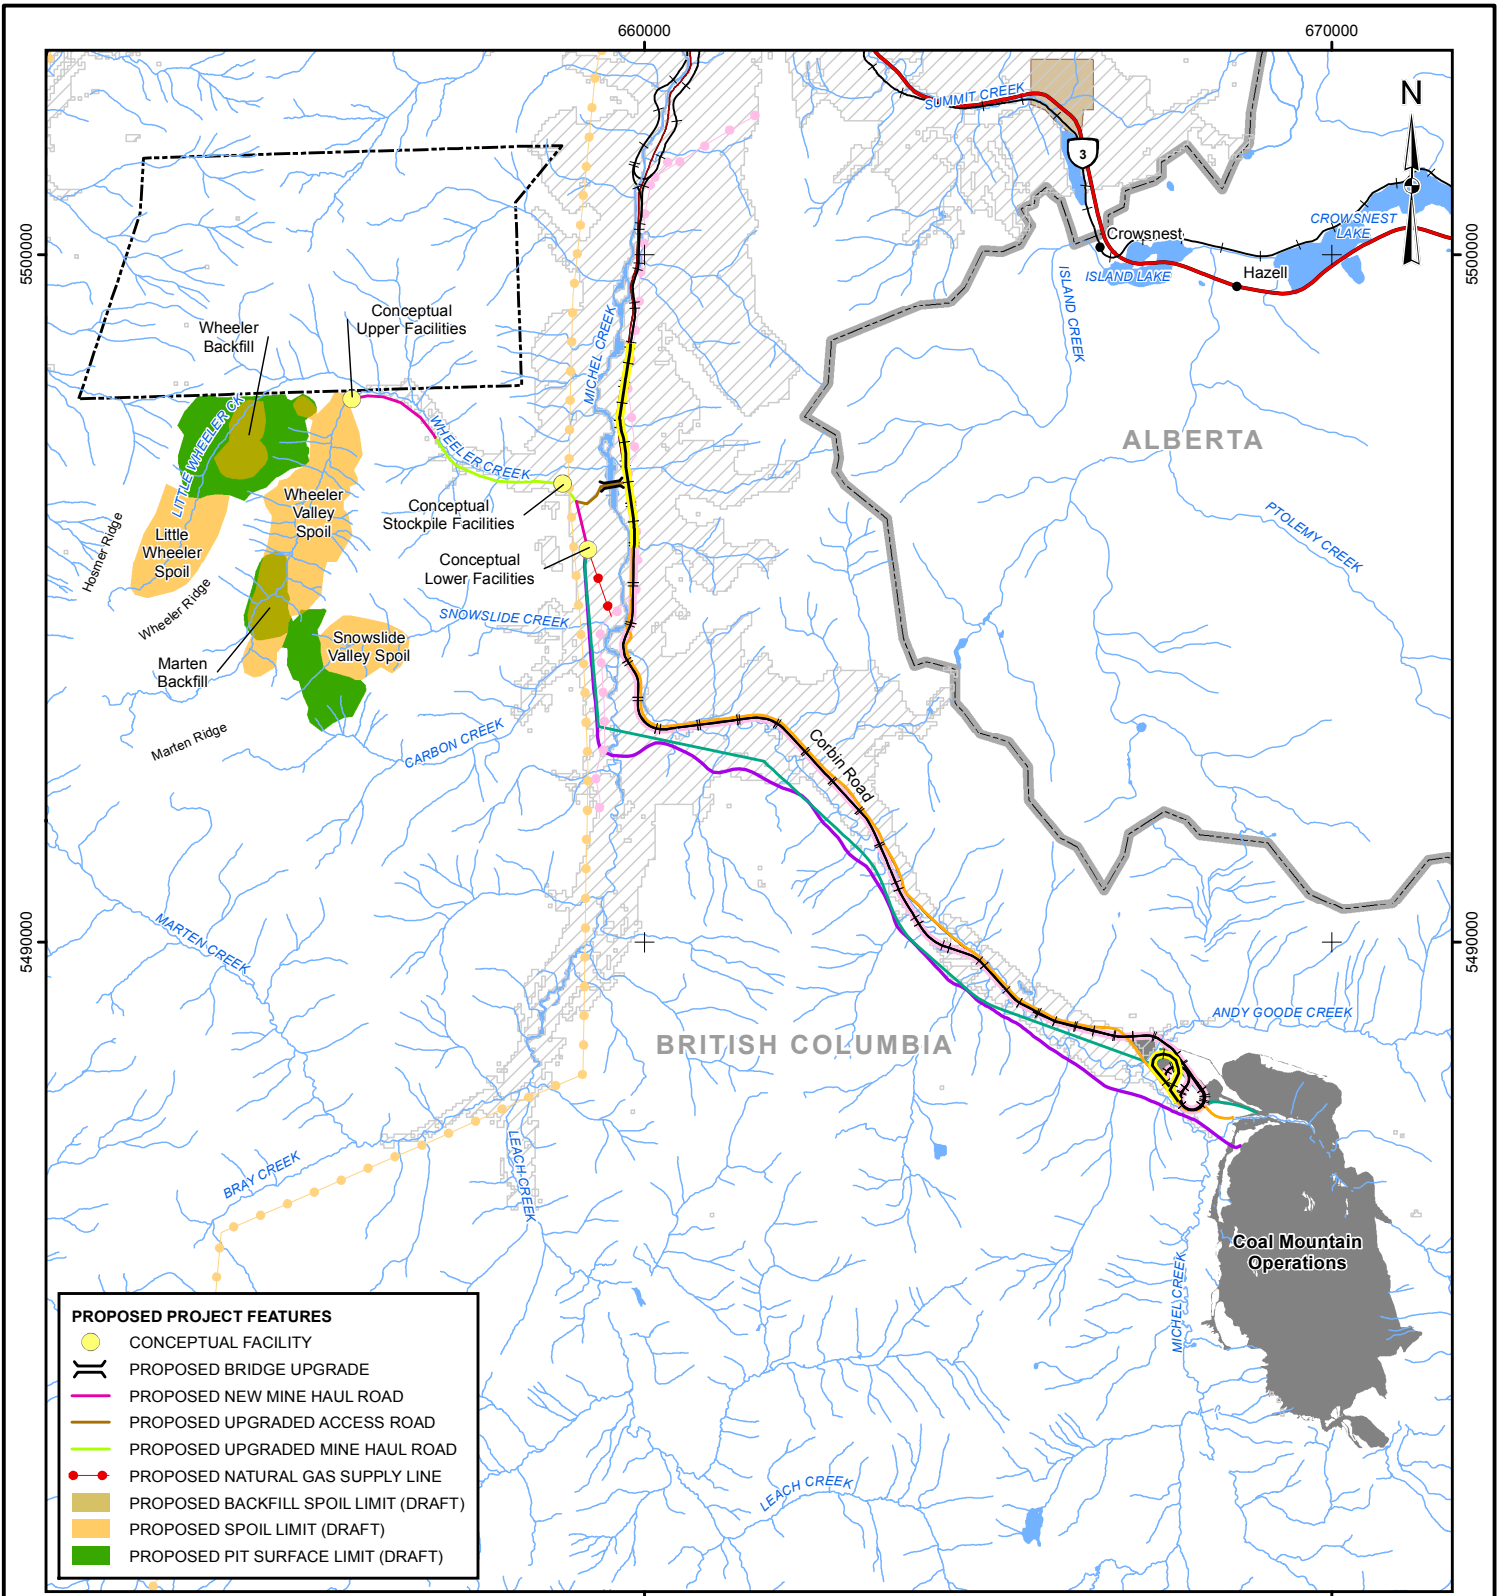 660000
670000
N
SUMMIT CREEK
3
5500000
5500000
CROWSNEST
LAKE
Crowsnest
ISLAND LAKE
Hazell
ISLAND CREEK
Conceptual
Upper Facilities
Wheeler
Backfill
MICHEL CREEK
LITTLE WHEELER CK
WHEELER CREEK
ALBERTA
Wheeler
Valley
Spoil
Conceptual
Stockpile Facilities
PTOLEMY CREEK
Hosmer Ridge
Little
Wheeler
Spoil
Conceptual
Lower Facilities
Wheeler Ridge
SNOWSLIDE CREEK
Snowslide
Valley Spoil
Marten
Backfill
Marten Ridge
CARBON CREEK
Corbin Road
MARTEN CREEK
5490000
5490000
ANDY GOODE CREEK
BRITISH COLUMBIA
BRAY CREEK
LEACH CREEK
Coal Mountain
Operations
MICHEL CREEK
LEACH CREEK
PROPOSED PROJECT FEATURES
CONCEPTUAL FACILITY
PROPOSED BRIDGE UPGRADE
PROPOSED NEW MINE HAUL ROAD
PROPOSED UPGRADED ACCESS ROAD
PROPOSED UPGRADED MINE HAUL ROAD
PROPOSED NATURAL GAS SUPPLY LINE
PROPOSED BACKFILL SPOIL LIMIT (DRAFT)
PROPOSED SPOIL LIMIT (DRAFT)
PROPOSED PIT SURFACE LIMIT (DRAFT)